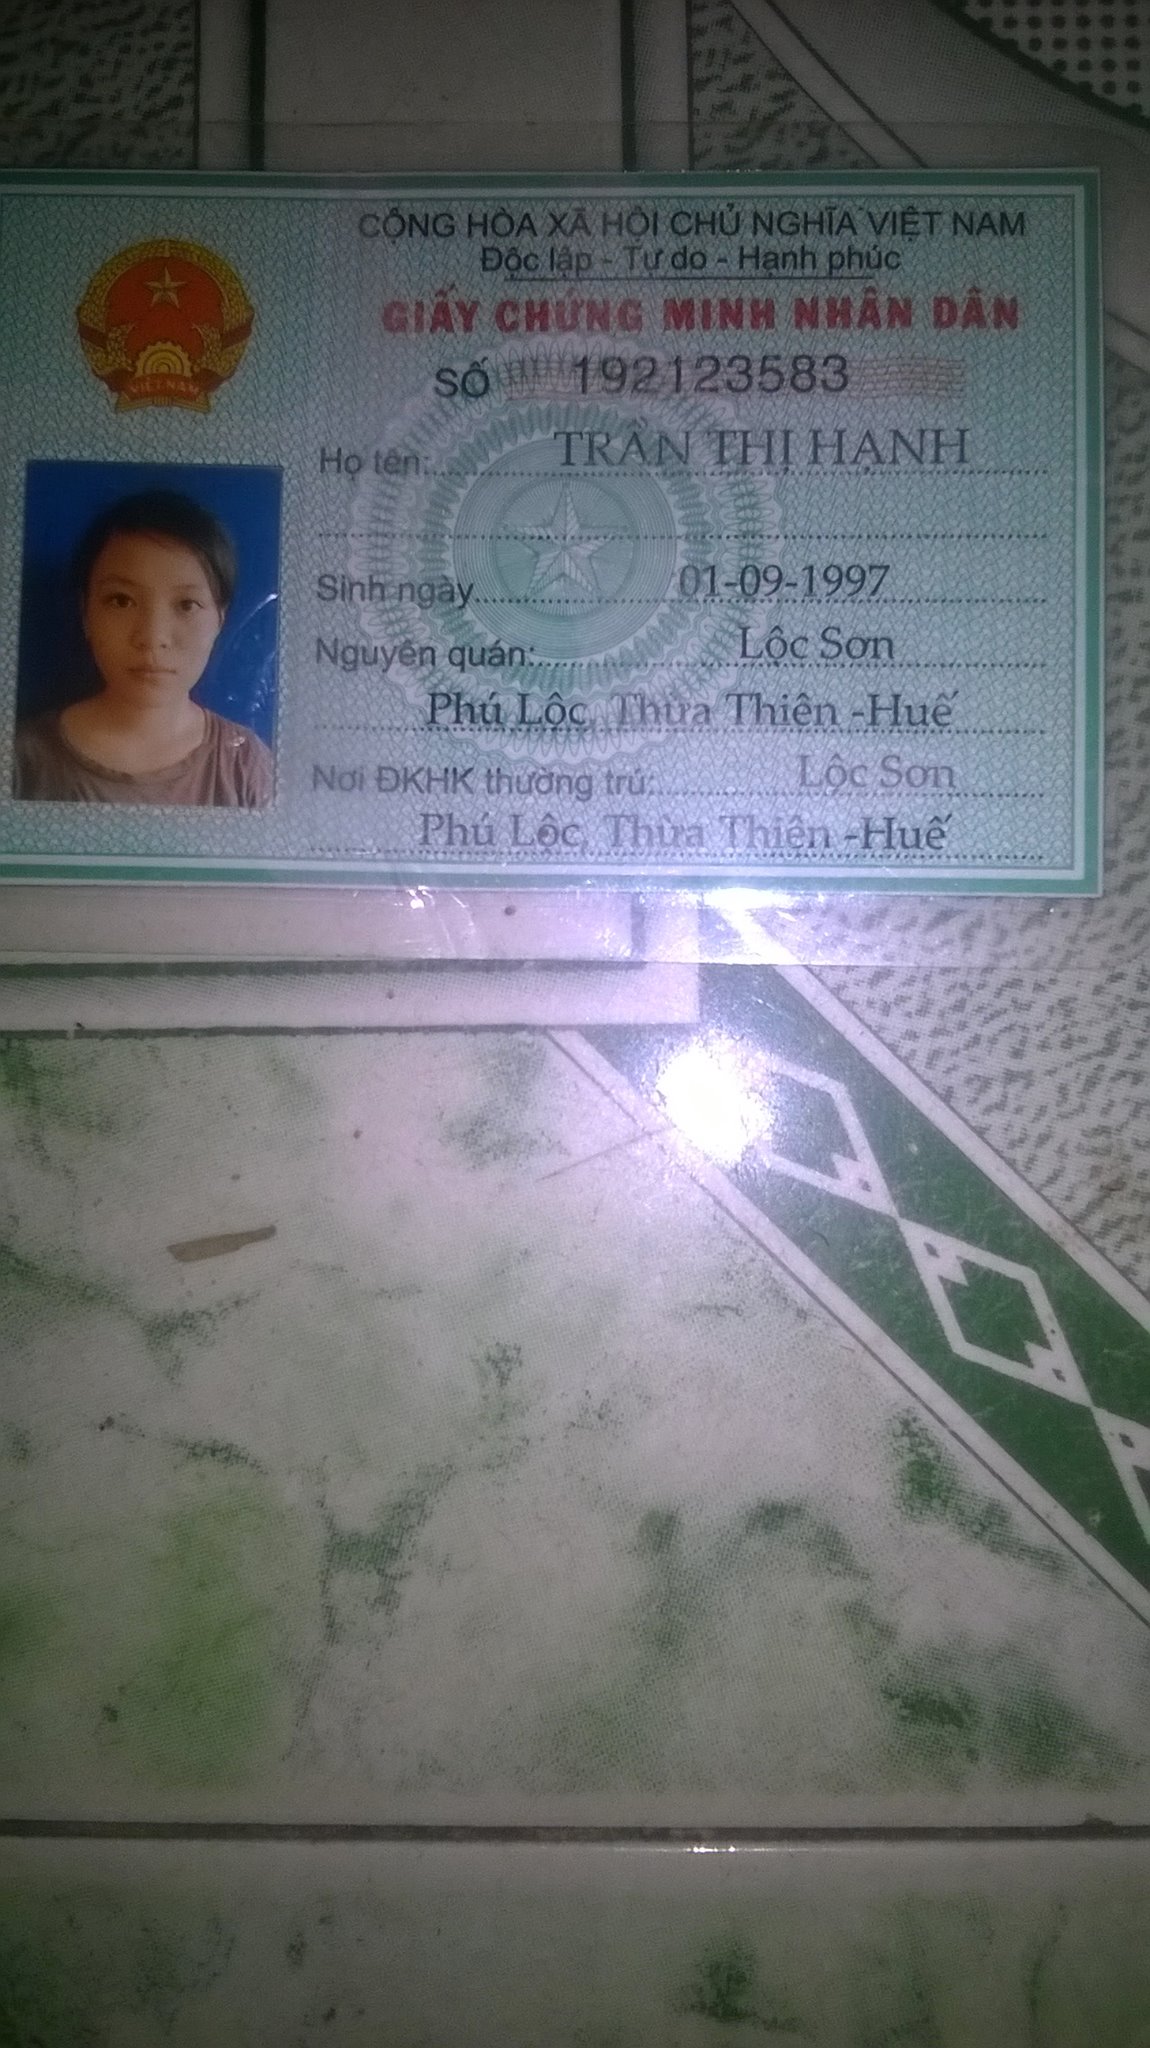 CỘNG HÒA XÃ HỘI CHỦ NGHĨA VIỆT NAM
Độc lập - Tự do - Hạnh phúc
GIẤY CHỨNG MINH NHÂN DÂN
SỐ 192123583
Họ tên: TRẦN THỊ HẠNH
Sinh ngày 01-09-1997
Nguyên quán: Lộc Sơn
Phú Lộc, Thừa Thiên -Huế
Nơi ĐKHK thường trú: Lộc Sơn
Phú Lộc, Thừa Thiên -Huế
VIỆT NAM